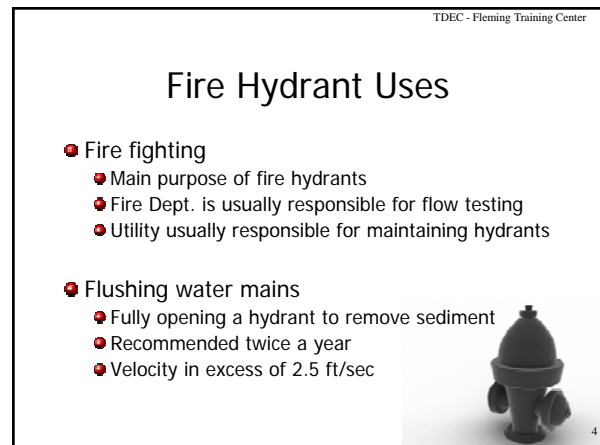 TDEC - Fleming Training Center
Fire Hydrant Uses
Fire fighting
Main purpose of fire hydrants
Fire Dept. is usually responsible for flow testing
Utility usually responsible for maintaining hydrants
Flushing water mains
Fully opening a hydrant to remove sediment
Recommended twice a year
Velocity in excess of 2.5 ft/sec
4